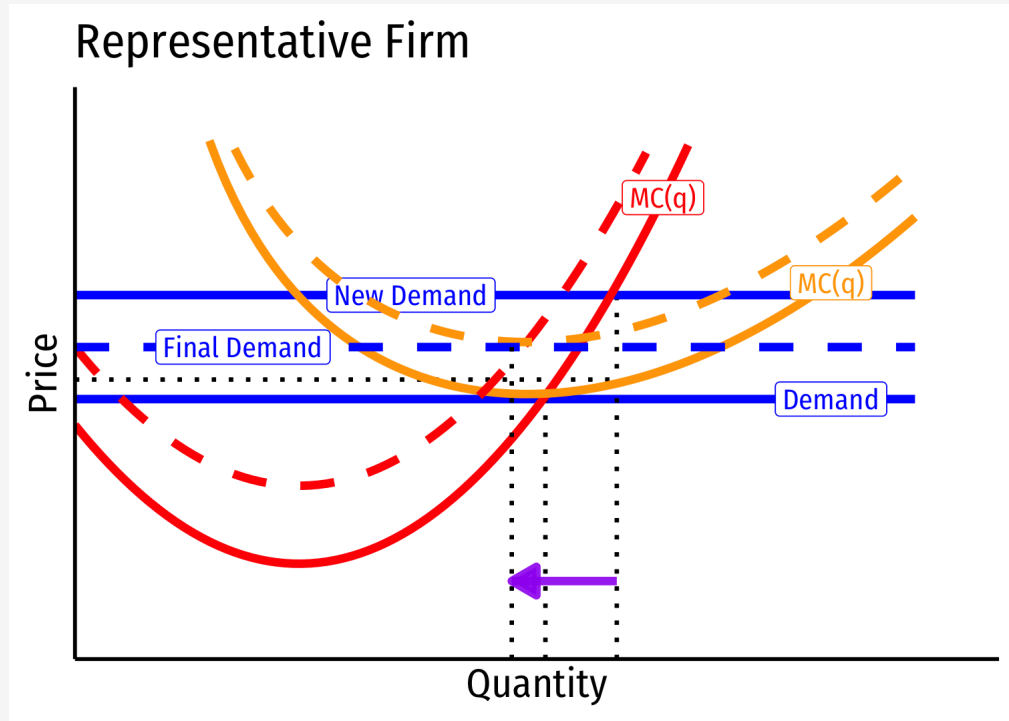 Representative Firm
MC(q)
MC(q)
New Demand
Final Demand
Demand
Price
Quantity